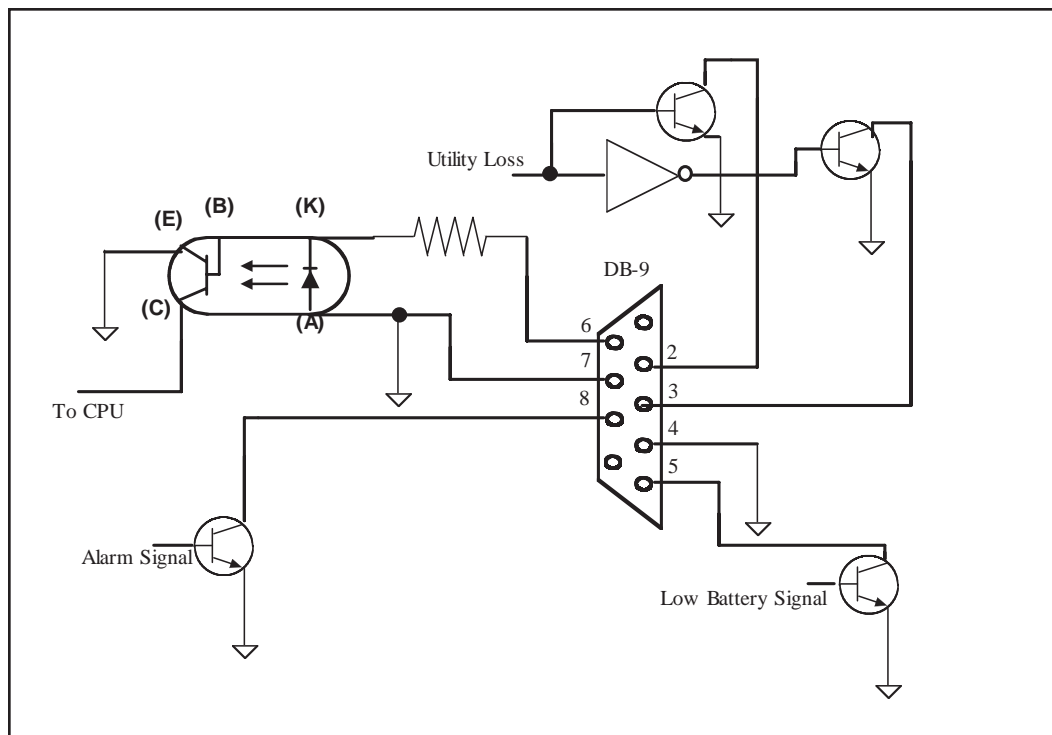 Utility Loss
(B)
(K)
(E)
DB-9
(C)
(A)
6
2
7
To CPU
8
3
4
5
Alarm Signal
Low Battery Signal